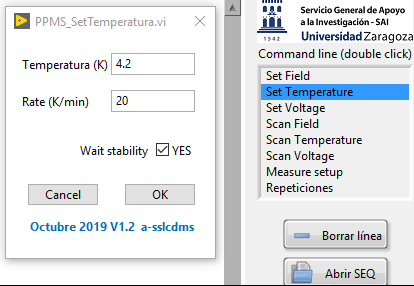 PPMS_SetTemperatura.vi
Temperatura (K)
4.2
Rate (K/min)
20
Wait stability
YES
Cancel
OK
Octubre 2019 V1.2 a-sslcdms
1542
Servicio General de Apoyo
a la Investigación - SAI
Universidad Zaragoza
Command line (double click)
Set Field
Set Temperature
Set Voltage
Scan Field
Scan Temperature
Scan Voltage
Measure setup
Repeticiones
Borrar línea
Abrir SEQ